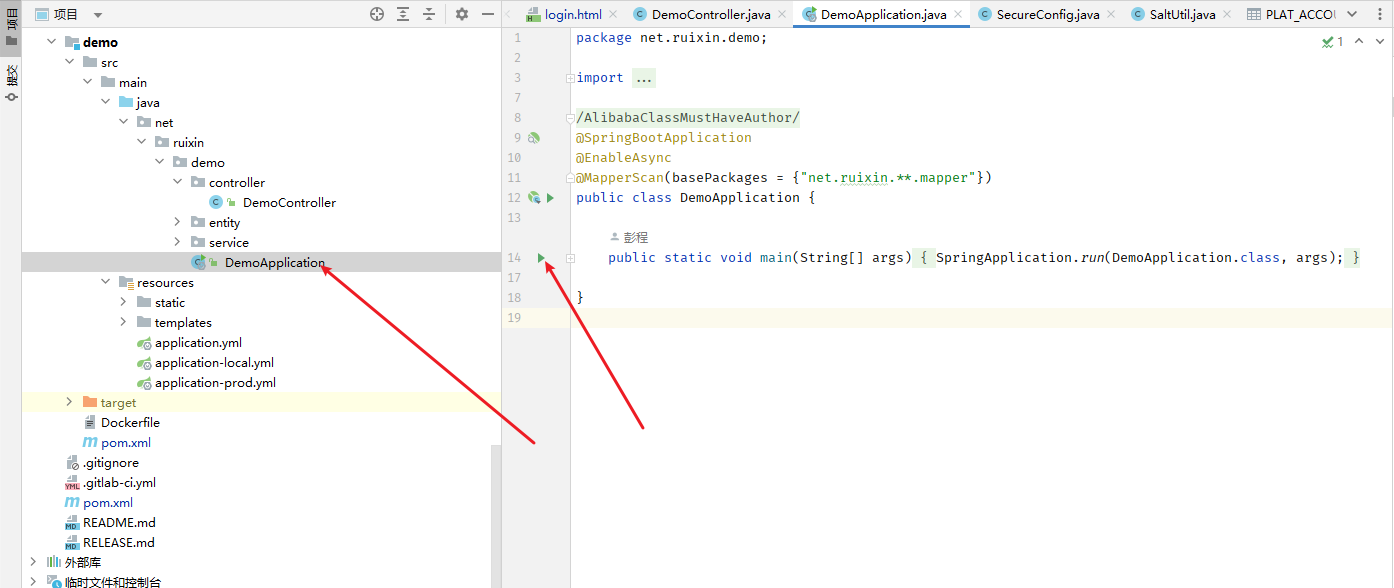 项目
login.html
DemoController.java
DemoApplication.java
SecureConfig.java
SaltUtil.java
PLAT_ACCOU
项目
提交
demo
src
main
java
net
ruixin
demo
controller
DemoController
entity
service
DemoApplication
resources
static
templates
application.yml
application-local.yml
application-prod.yml
target
Dockerfile
pom.xml
.gitignore
.gitlab-ci.yml
pom.xml
README.md
RELEASE.md
外部库
临时文件和控制台
1 package net.ruixin.demo;
1
2
3 import ...
7
8 /AlibabaClassMustHaveAuthor/
9 @SpringBootApplication
10 @EnableAsync
11 @MapperScan(basePackages = {"net.ruixin.**.mapper"})
12 public class DemoApplication {
13
彭程
14 public static void main(String[] args) { SpringApplication.run(DemoApplication.class, args); }
17
18 }
19